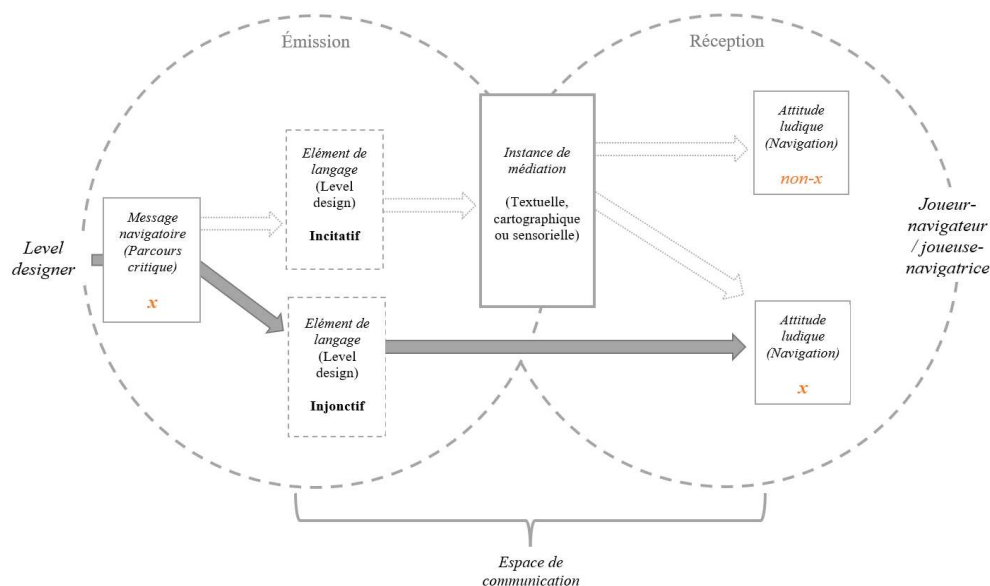 Émission
Réception
Level
designer
Message
navigatoire
(Parcours
critique)
x
Elément de
langage
(Level
design)
Incitatif
Elément de
langage
(Level
design)
Injonctif
Instance de
médiation
(Textuelle,
cartographique
ou sensorielle)
Attitude
ludique
(Navigation)
non-x
Attitude
ludique
(Navigation)
x
Joueur-
navigateur
/ joueuse-
navigatrice
Espace de
communication